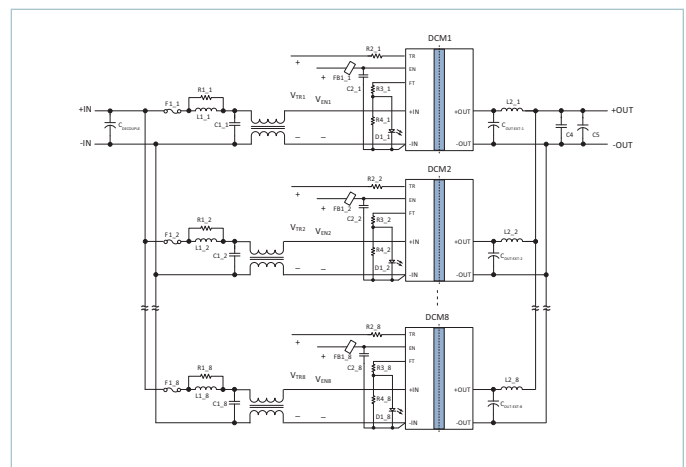 DCM1
R2_1
TR
+
EN
+
FB1_1
FT
C2_1
R3_1
R1_1
VTR1
VEN1
F1_1
L2_1
+IN
+IN
+OUT
+OUT
L1_1
CDECOUPLE
C1_1
R4_1
COUT-EXT-1
C4
C5
D1_1
-IN
–
–
-IN
-OUT
-OUT
DCM2
R2_2
TR
+
EN
+
FB1_2
FT
C2_2
R3_2
R1_2
VTR2
VEN2
F1_2
L2_2
+IN
+OUT
L1_2
C1_2
R4_2
COUT-EXT-2
D1_2
–
–
-IN
-OUT
DCM8
R2_8
TR
+
EN
+
FB1_8
FT
C2_8
R3_8
R1_8
VTR8
VEN8
F1_8
L2_8
+IN
+OUT
L1_8
C1_8
R4_8
COUT-EXT-8
D1_8
–
–
-IN
-OUT